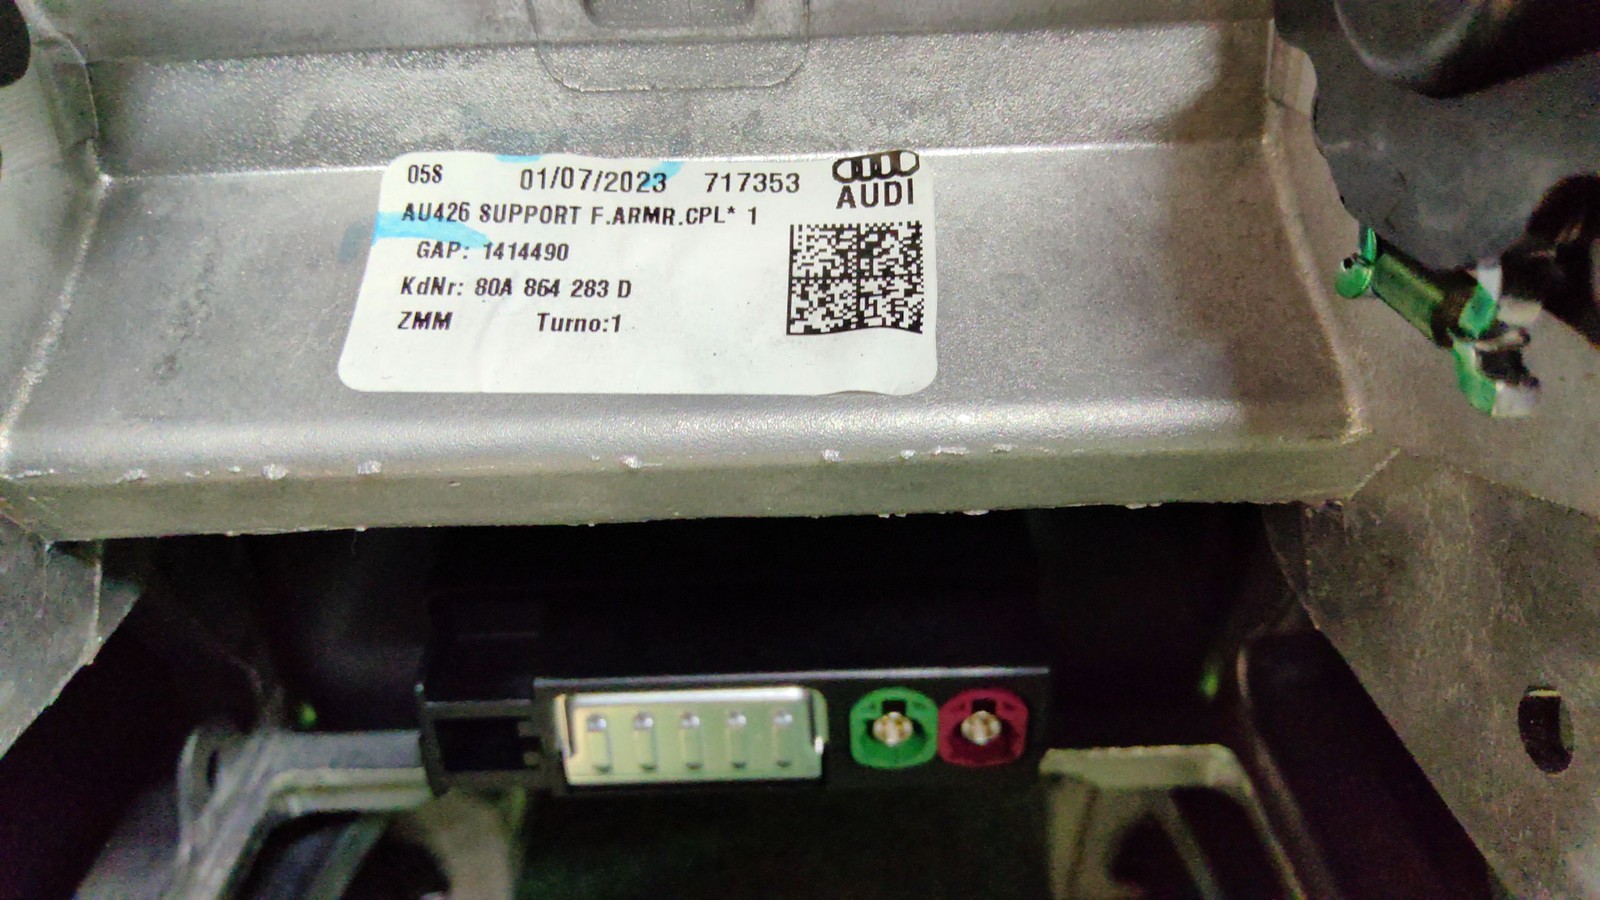 05S 01/07/2023 717353
AUDI
AU426 SUPPORT F.ARMR.CPL* 1
GAP: 1414490
KdNr: 80A 864 283 D
ZMM Turno:1